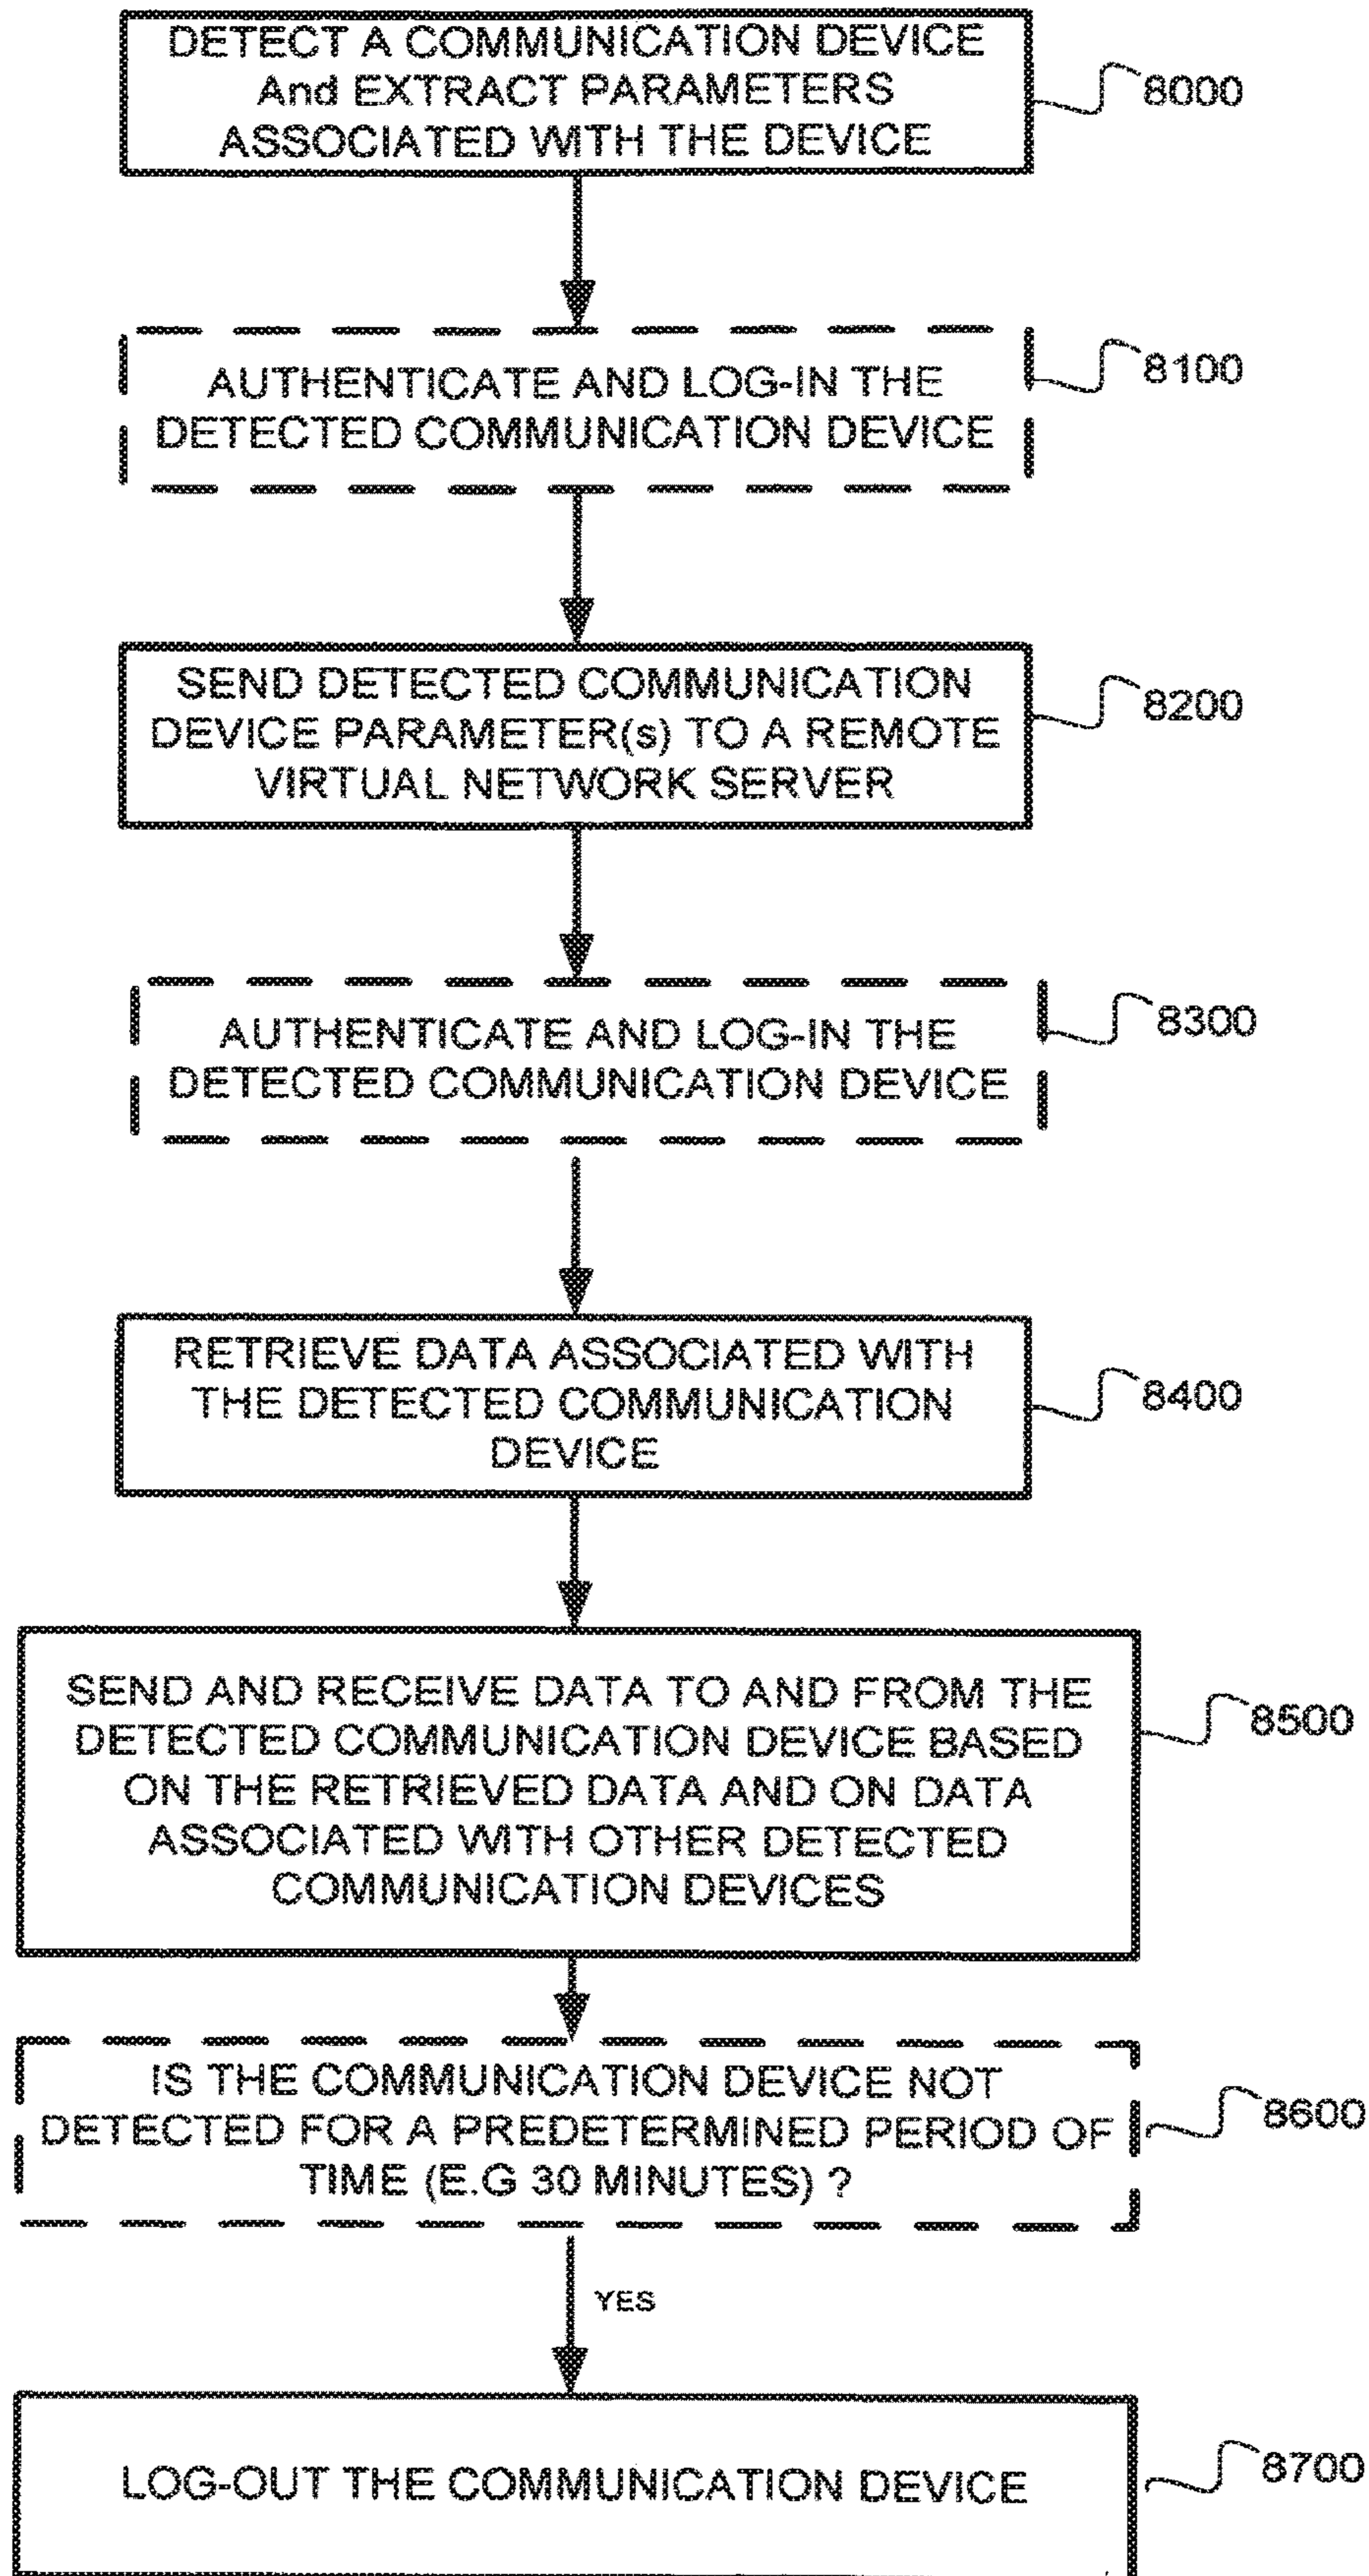 DETECT A COMMUNICATION DEVICE
And EXTRACT PARAMETERS
ASSOCIATED WITH THE DEVICE
8000
AUTHENTICATE AND LOG-IN THE
DETECTED COMMUNICATION DEVICE
8100
SEND DETECTED COMMUNICATION
DEVICE PARAMETER(s) TO A REMOTE
VIRTUAL NETWORK SERVER
8200
AUTHENTICATE AND LOG-IN THE
DETECTED COMMUNICATION DEVICE
8300
RETRIEVE DATA ASSOCIATED WITH
THE DETECTED COMMUNICATION
DEVICE
8400
SEND AND RECEIVE DATA TO AND FROM THE
DETECTED COMMUNICATION DEVICE BASED
ON THE RETRIEVED DATA AND ON DATA
ASSOCIATED WITH OTHER DETECTED
COMMUNICATION DEVICES
8500
IS THE COMMUNICATION DEVICE NOT
DETECTED FOR A PREDETERMINED PERIOD OF
TIME (E.G 30 MINUTES) ?
8600
YES
LOG-OUT THE COMMUNICATION DEVICE
8700